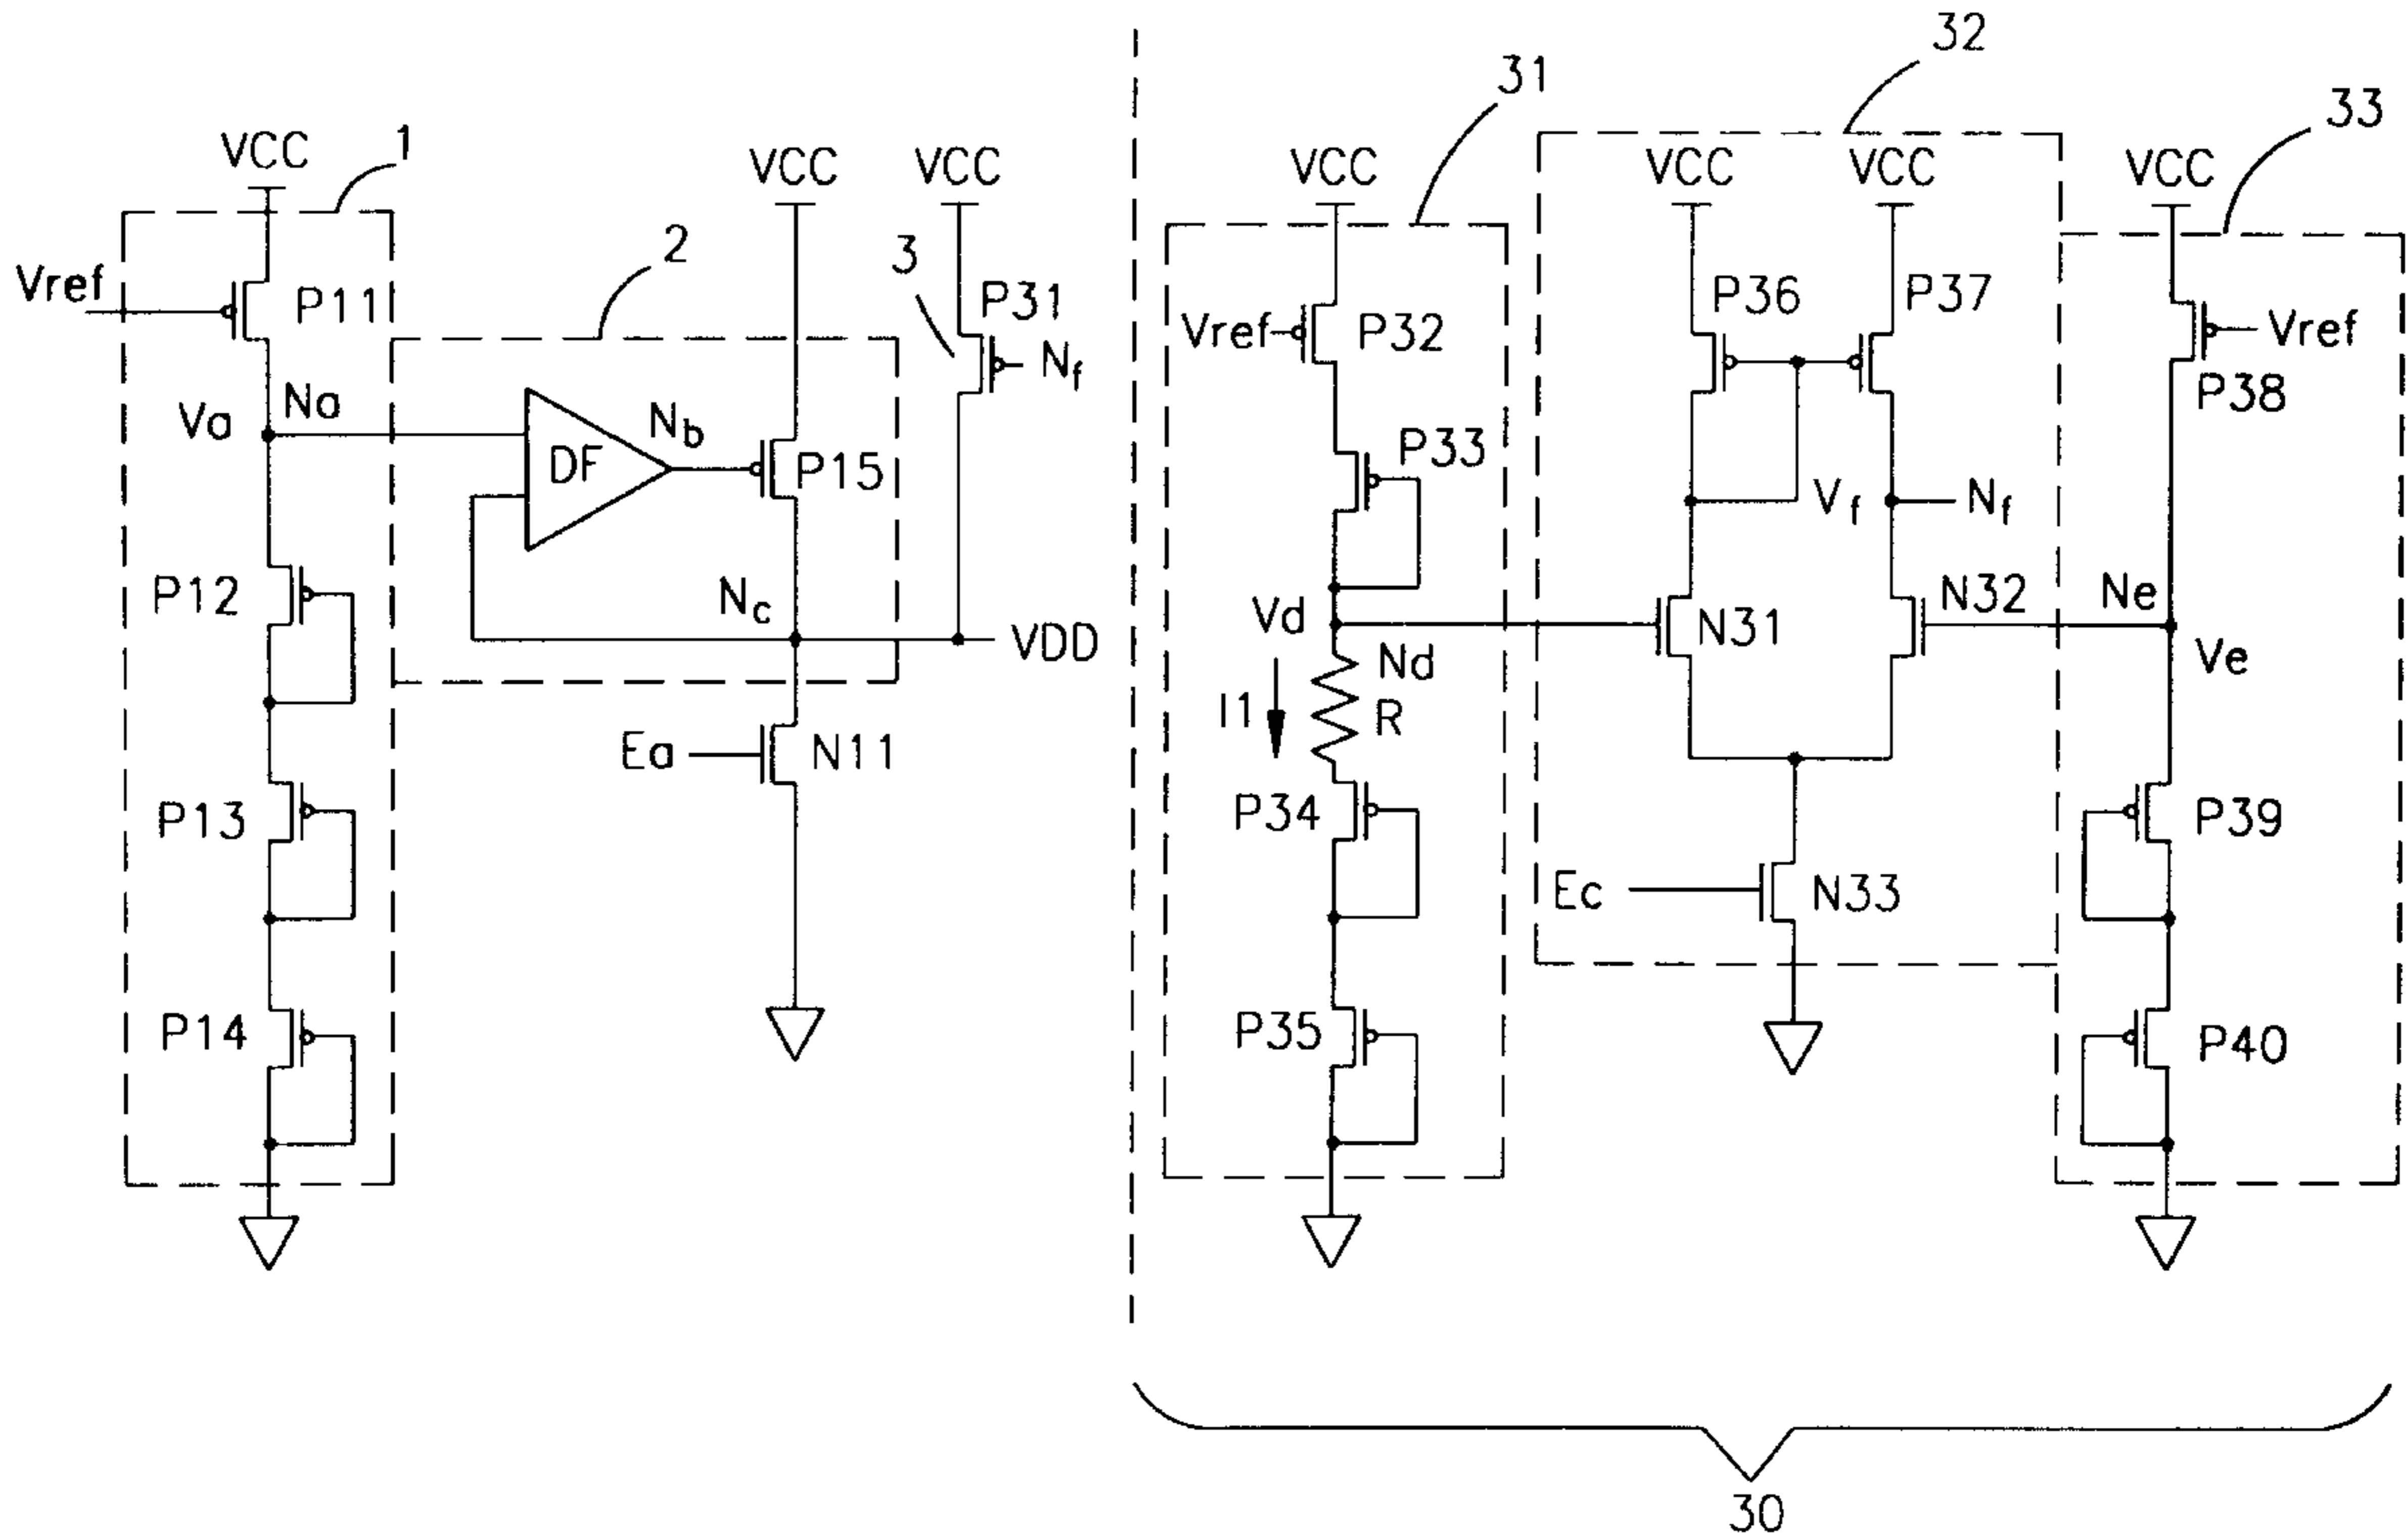 32
31
33
1
VCC
VCC
VCC
VCC
VCC
VCC
VCC
2
3
Vref
P11
P31
Nf
Vref
P32
P36
P37
Vref
P38
Va
Na
DF
Nb
P15
P33
Vf
Nf
P12
Nc
VDD
Vd
Nd
N31
N32
Ne
Ve
I1
R
Ea
N11
P13
P34
P39
Ec
N33
P14
P35
P40
30